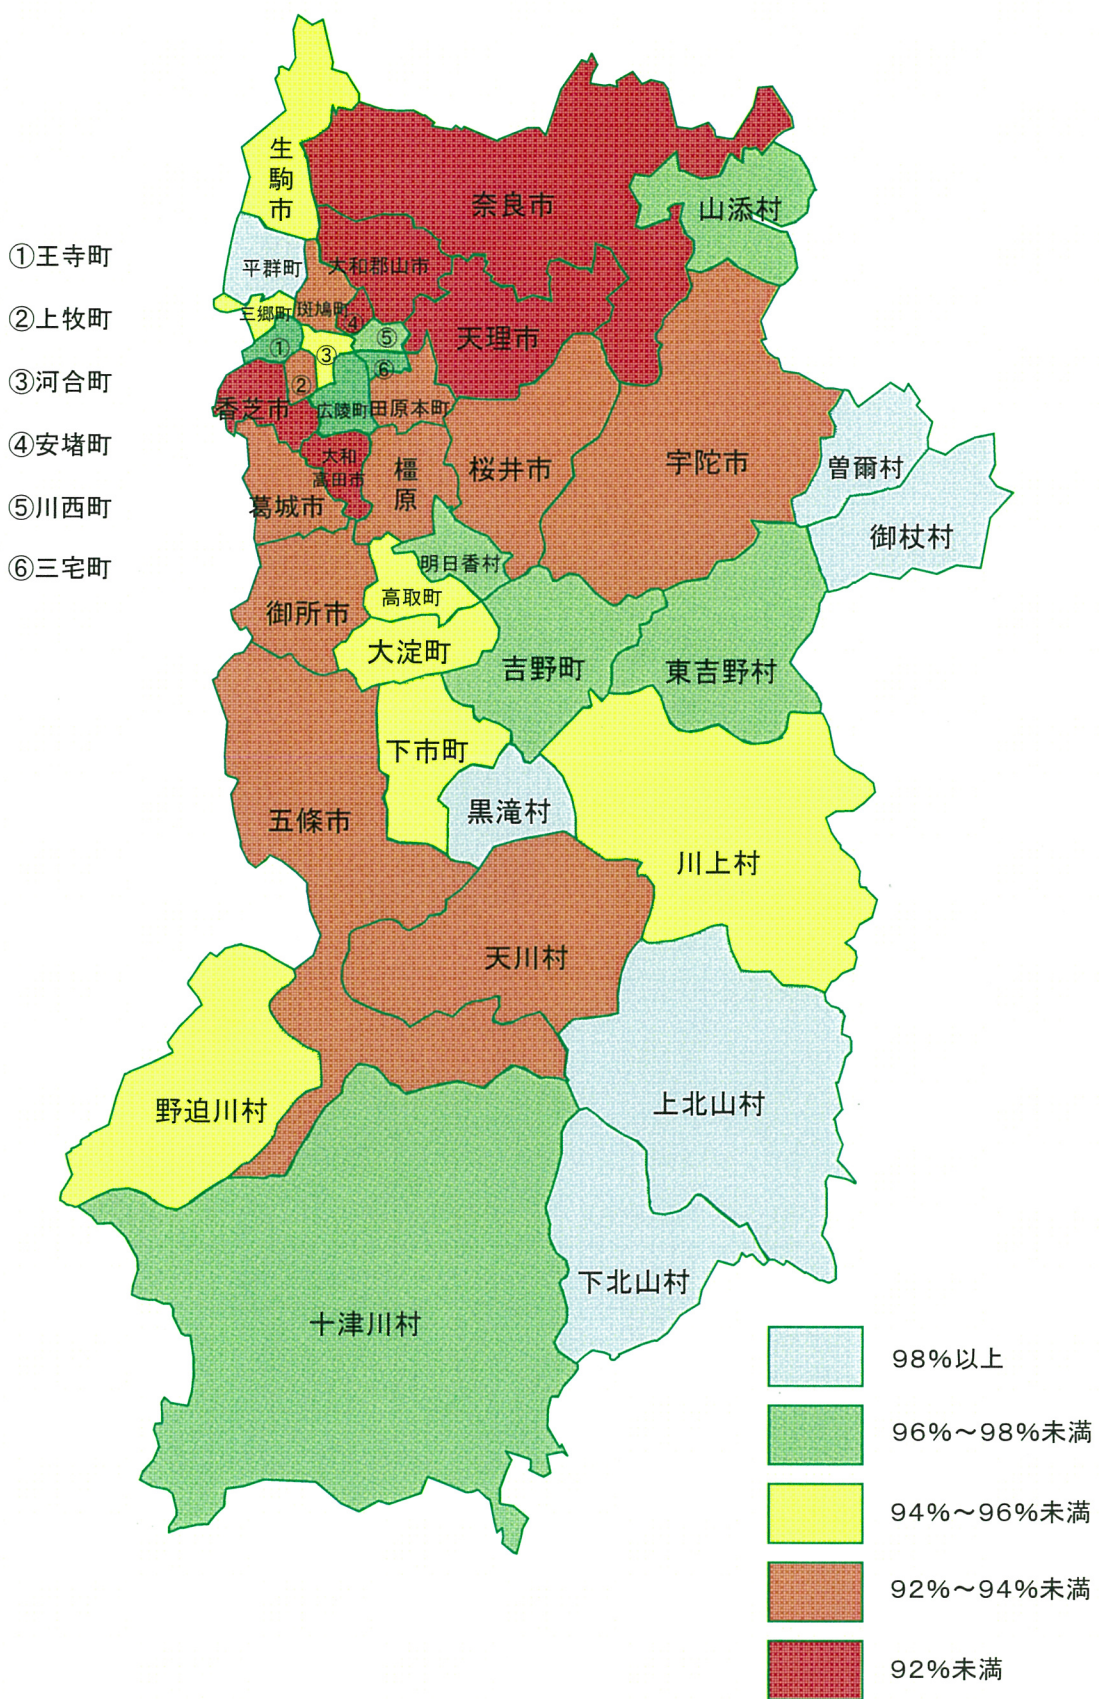 生駒市
奈良市
山添村
①王寺町
平群町
大和郡山市
②上牧町
三郷町
斑鳩町
④
⑤
天理市
①
③
⑥
②
③河合町
香芝市
広陵町
田原本町
④安堵町
大和
高田市
橿原
桜井市
宇陀市
曽爾村
⑤川西町
葛城市
御杖村
⑥三宅町
明日香村
高取町
御所市
大淀町
吉野町
東吉野村
下市町
黒滝村
五條市
川上村
天川村
野迫川村
上北山村
下北山村
十津川村
98%以上
96%～98%未満
94%～96%未満
92%～94%未満
92%未満